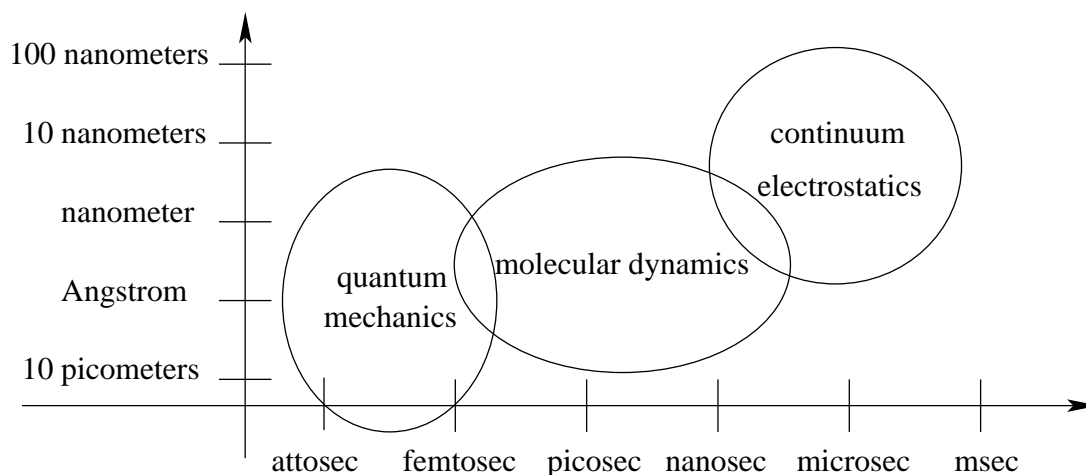 100 nanometers
10 nanometers
nanometer
Angstrom
10 picometers
quantum
mechanics
molecular dynamics
continuum
electrostatics
attosec
femtosec
picosec
nanosec
microsec
msec